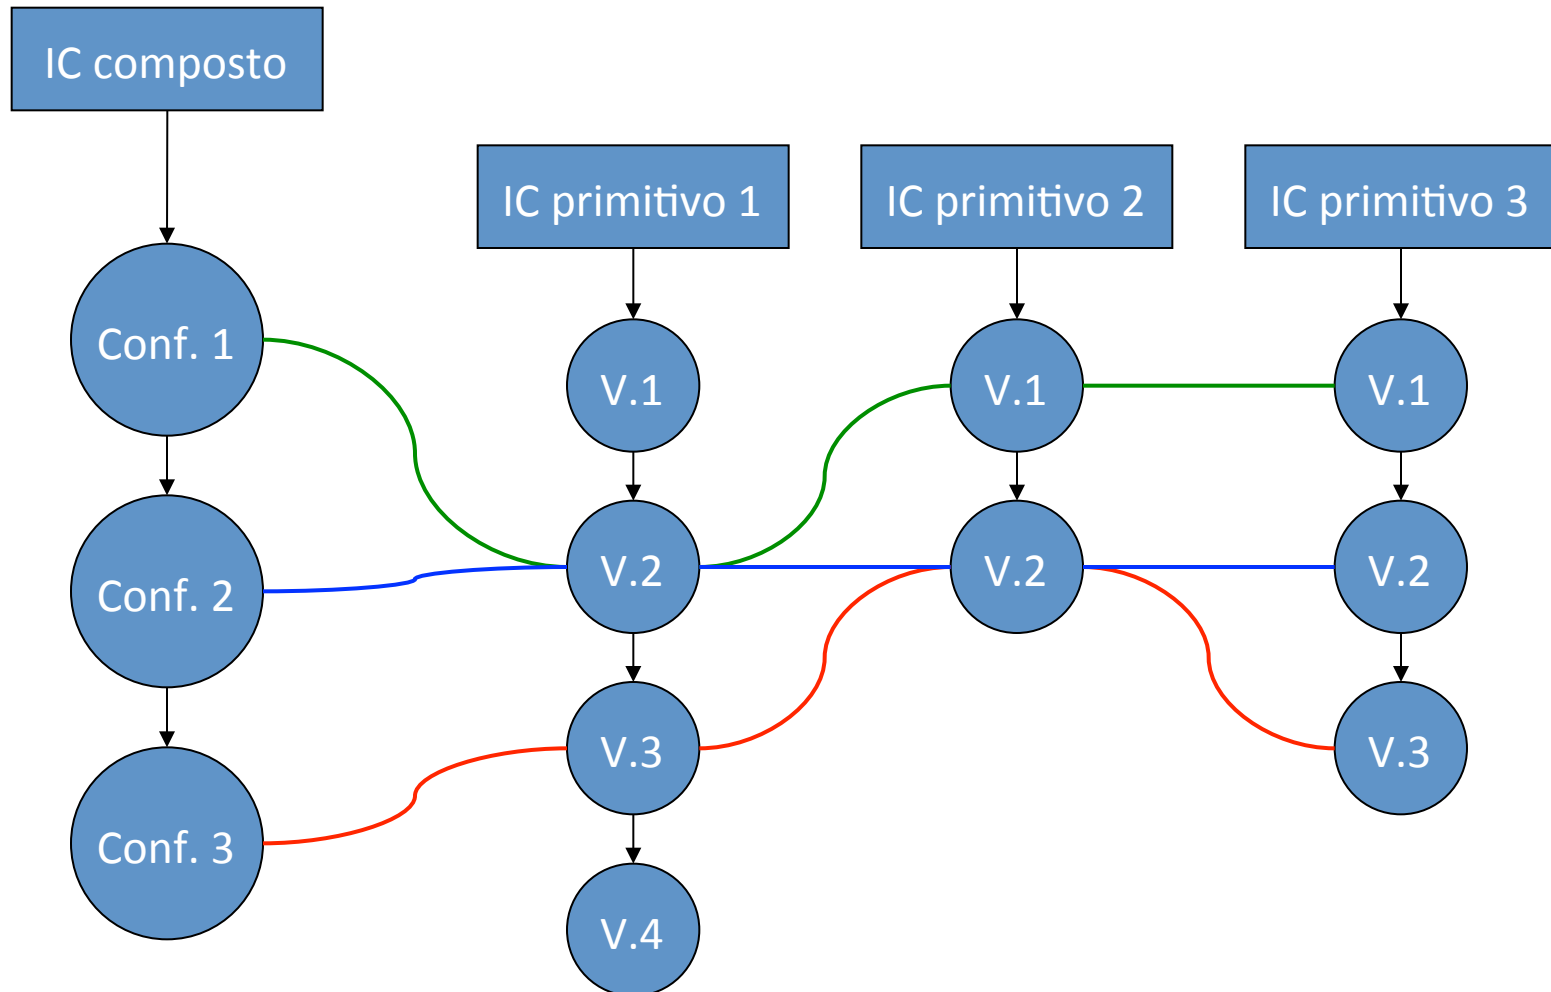 IC composto
IC primitivo 1
IC primitivo 2
IC primitivo 3
Conf. 1
V.1
V.1
V.1
Conf. 2
V.2
V.2
V.2
Conf. 3
V.3
V.3
V.4